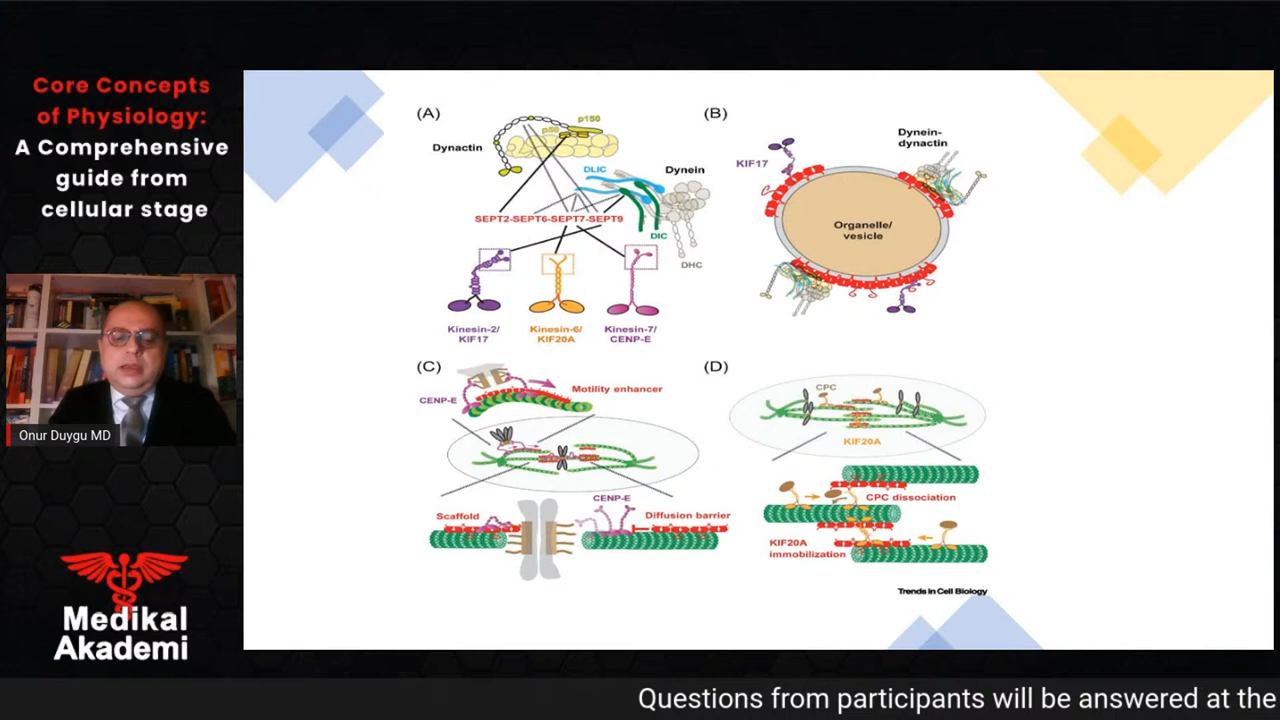 Core Concepts
of Physiology:
A Comprehensive
guide from
cellular stage
Onur Duygu MD
Medikal
Akademi
(A)
p150
p50
Dynactin
DLIC
Dynein
SEPT2-SEPT6-SEPT7-SEPT9
DIC
DHC
Kinesin-2/
KIF17
Kinesin-6/
KIF20A
Kinesin-7/
CENP-E
(B)
Dynein-
dynactin
KIF17
Organelle/
vesicle
(C)
Motility enhancer
CENP-E
CENP-E
Scaffold
Diffusion barrier
(D)
CPC
KIF20A
CPC dissociation
KIF20A
immobilization
Trends in Cell Biology
Questions from participants will be answered at the